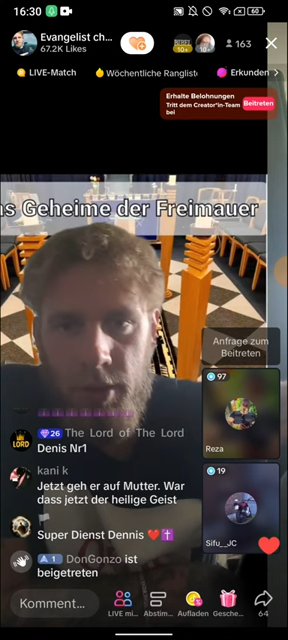 16:30
60
Evangelist ch...
67.2K Likes
10+
10+
163
LIVE-Match
Wöchentliche Rangliste
Erkunden
Erhalte Belohnungen
Tritt dem Creator*in-Team
bei
Beitreten
as Geheime der Freimauer
Anfrage zum
Beitreten
97
Reza
19
Sifu__JC
26 The Lord of The Lord
Denis Nr1
kani k
Jetzt geh er auf Mutter. War
dass jetzt der heilige Geist
Super Dienst Dennis ❤️✝️
1 DonGonzo ist
beigetreten
Komment...
LIVE mi...
Abstim...
Aufladen
Gesche...
64